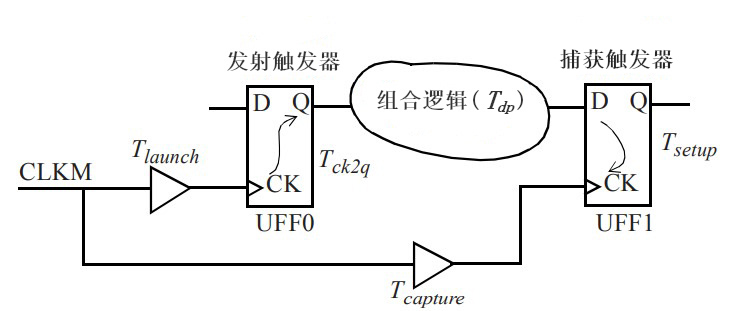 发射触发器
捕获触发器
D Q
组合逻辑(Tdp)
D Q
Tlaunch
Tck2q
Tsetup
CLKM
CK
CK
UFF0
UFF1
Tcapture